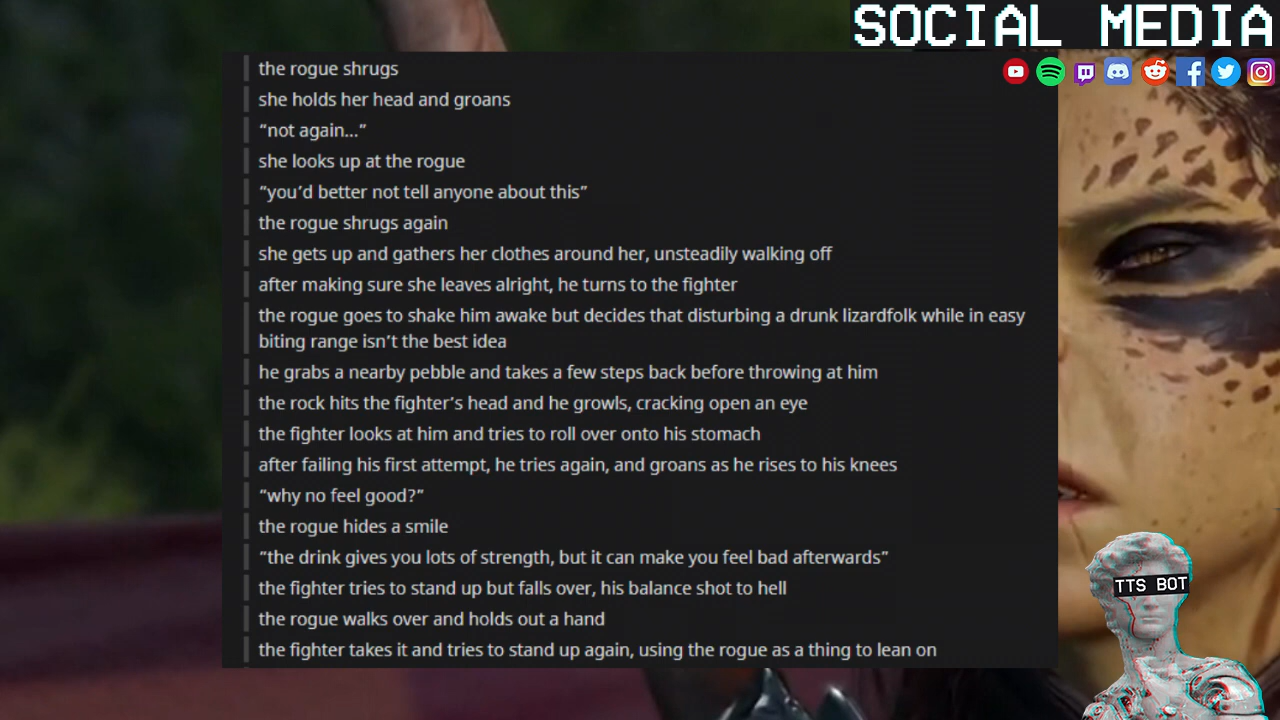 SOCIAL MEDIA
the rogue shrugs
she holds her head and groans
“not again...”
she looks up at the rogue
“you’d better not tell anyone about this”
the rogue shrugs again
she gets up and gathers her clothes around her, unsteadily walking off
after making sure she leaves alright, he turns to the fighter
the rogue goes to shake him awake but decides that disturbing a drunk lizardfolk while in easy
biting range isn’t the best idea
he grabs a nearby pebble and takes a few steps back before throwing at him
the rock hits the fighter’s head and he growls, cracking open an eye
the fighter looks at him and tries to roll over onto his stomach
after failing his first attempt, he tries again, and groans as he rises to his knees
“why no feel good?”
the rogue hides a smile
“the drink gives you lots of strength, but it can make you feel bad afterwards”
the fighter tries to stand up but falls over, his balance shot to hell
the rogue walks over and holds out a hand
the fighter takes it and tries to stand up again, using the rogue as a thing to lean on
TTS BOT